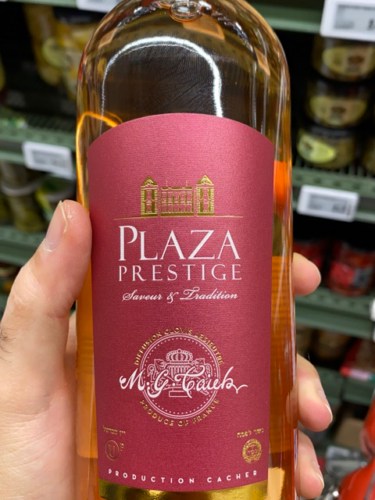 PLAZA
PRESTIGE
Saveur & Tradition
M. G. Taieb
PRODUCE OF FRANCE
PRODUCTION CACHER